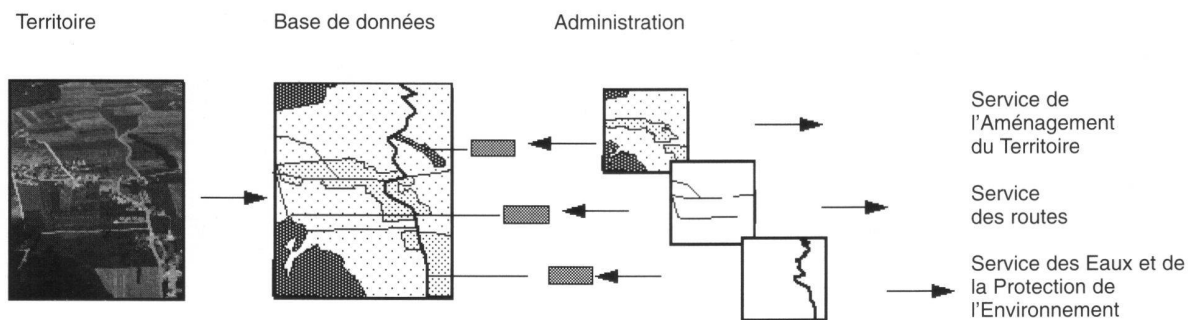 Territoire
Base de données
Administration
Service de
l'Aménagement
du Territoire
Service
des routes
Service des Eaux et de
la Protection de
l'Environnement